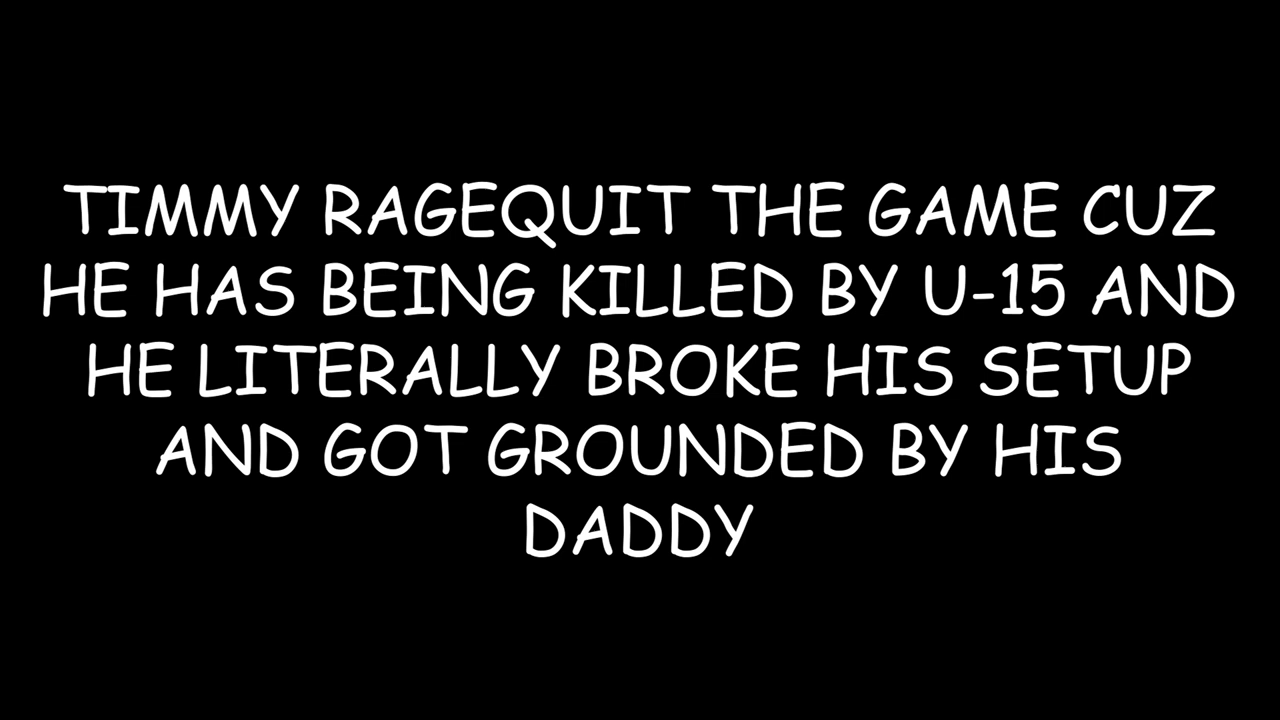 TIMMY RAGEQUIT THE GAME CUZ
HE HAS BEING KILLED BY U-15 AND
HE LITERALLY BROKE HIS SETUP
AND GOT GROUNDED BY HIS
DADDY